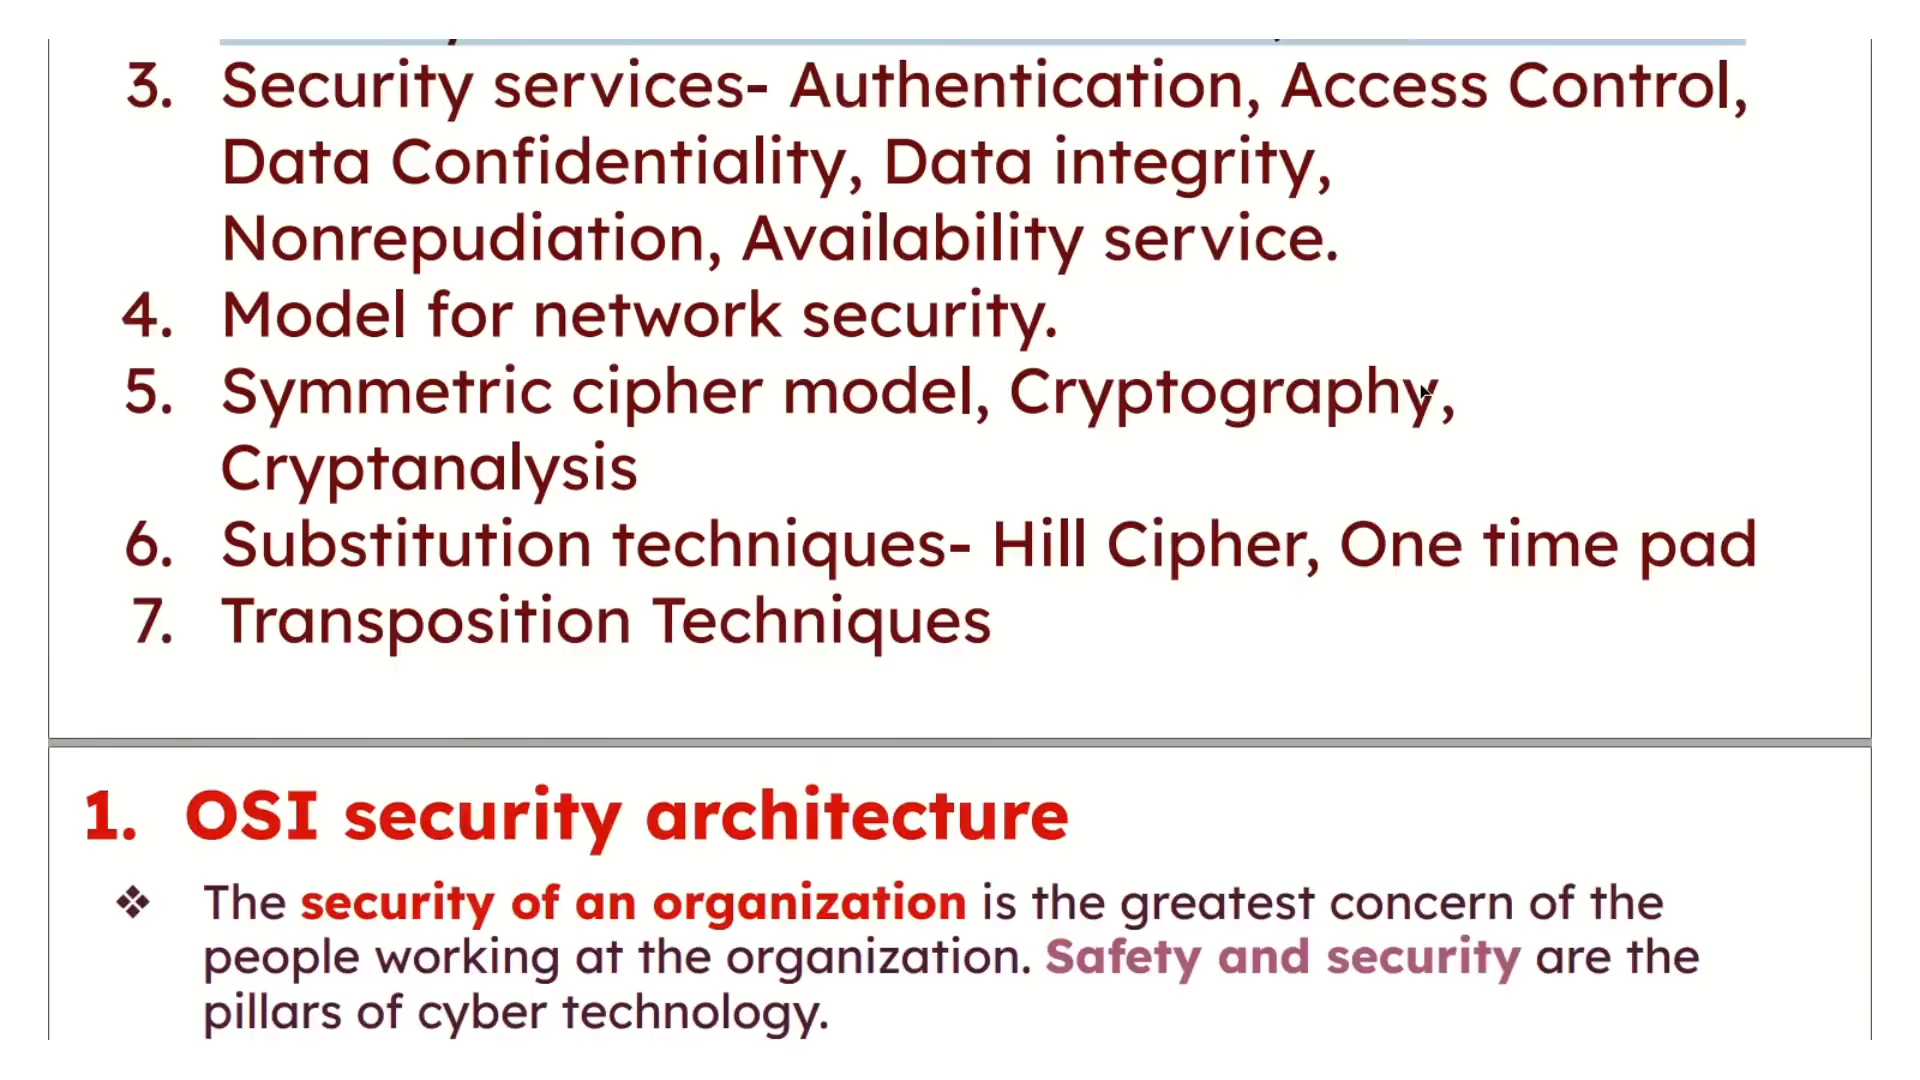 3. Security services- Authentication, Access Control,
Data Confidentiality, Data integrity,
Nonrepudiation, Availability service.
4. Model for network security.
5. Symmetric cipher model, Cryptography,
Cryptanalysis
6. Substitution techniques- Hill Cipher, One time pad
7. Transposition Techniques
1. OSI security architecture
❖ The security of an organization is the greatest concern of the
people working at the organization. Safety and security are the
pillars of cyber technology.